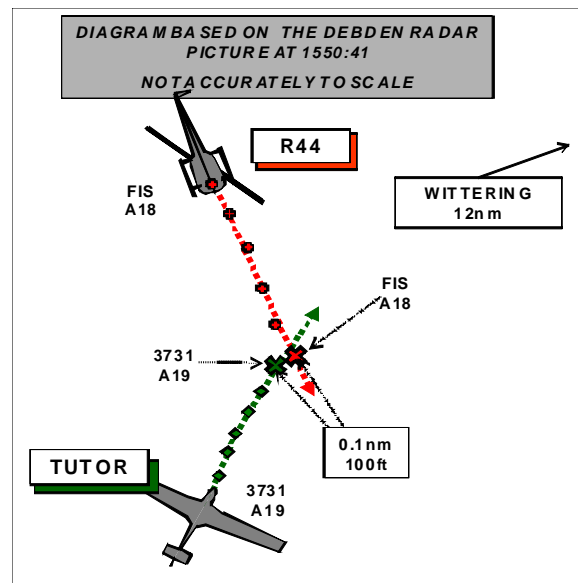 DIAGRAM BASED ON THE DEBDEN RADAR
PICTURE AT 1550:41
NOT ACCURATELY TO SCALE
R44
FIS
A18
WITTERING
12nm
FIS
A18
3731
A19
0.1nm
100ft
TUTOR
3731
A19